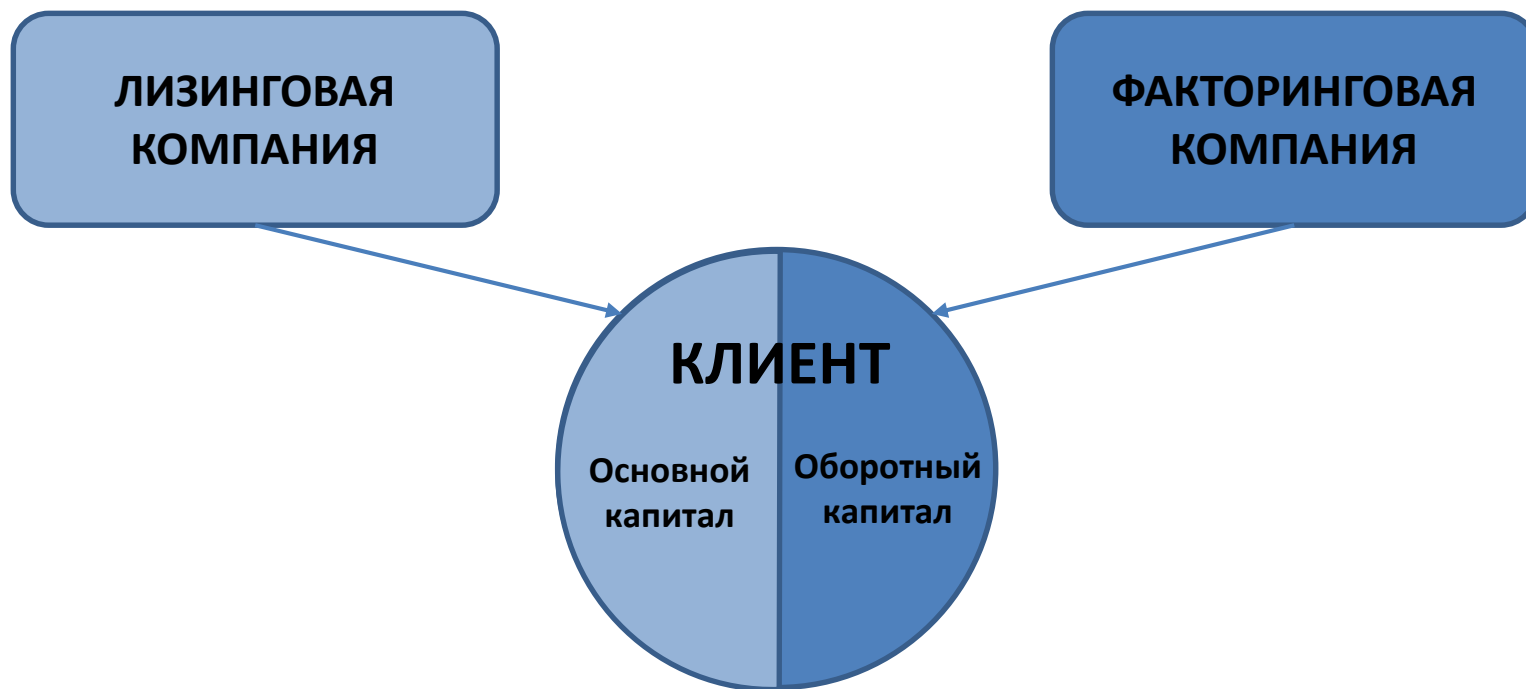 ЛИЗИНГОВАЯ
КОМПАНИЯ
ФАКТОРИНГОВАЯ
КОМПАНИЯ
КЛИЕНТ
Основной
капитал
Оборотный
капитал